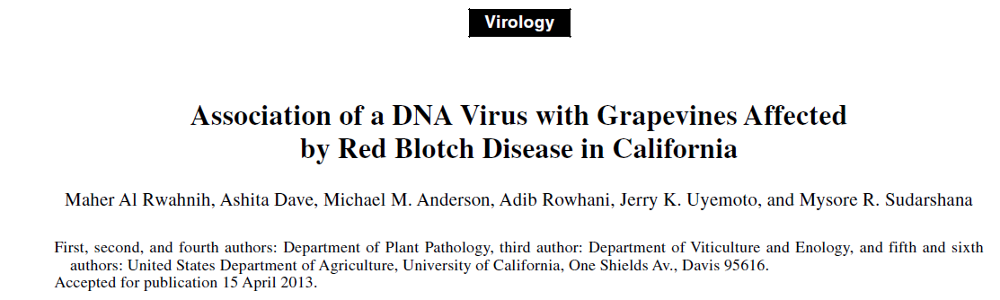 Virology
Association of a DNA Virus with Grapevines Affected
by Red Blotch Disease in California
Maher Al Rwahnih, Ashita Dave, Michael M. Anderson, Adib Rowhani, Jerry K. Uyemoto, and Mysore R. Sudarshana
First, second, and fourth authors: Department of Plant Pathology, third author: Department of Viticulture and Enology, and fifth and sixth
authors: United States Department of Agriculture, University of California, One Shields Av., Davis 95616.
Accepted for publication 15 April 2013.